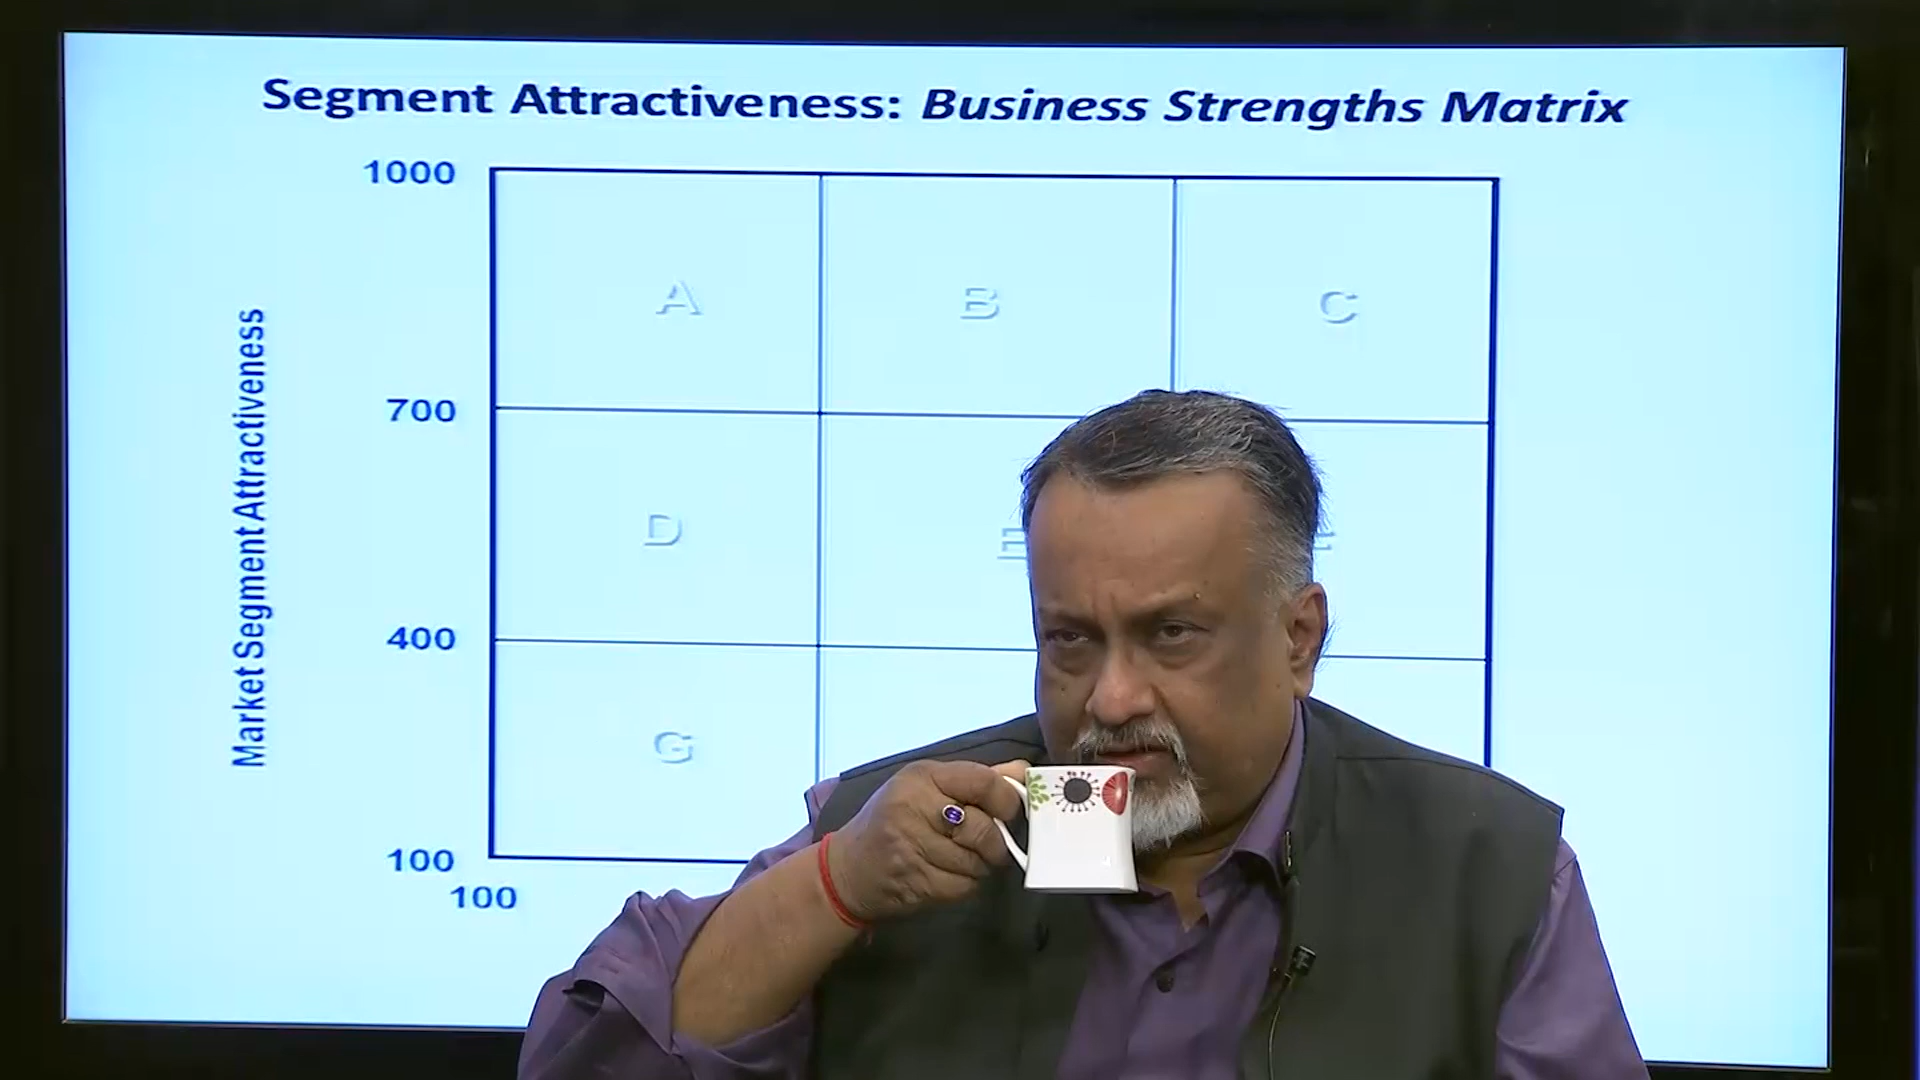 Segment Attractiveness: Business Strengths Matrix
1000
A B C
700
Market Segment Attractiveness
D E
400
G
100
100